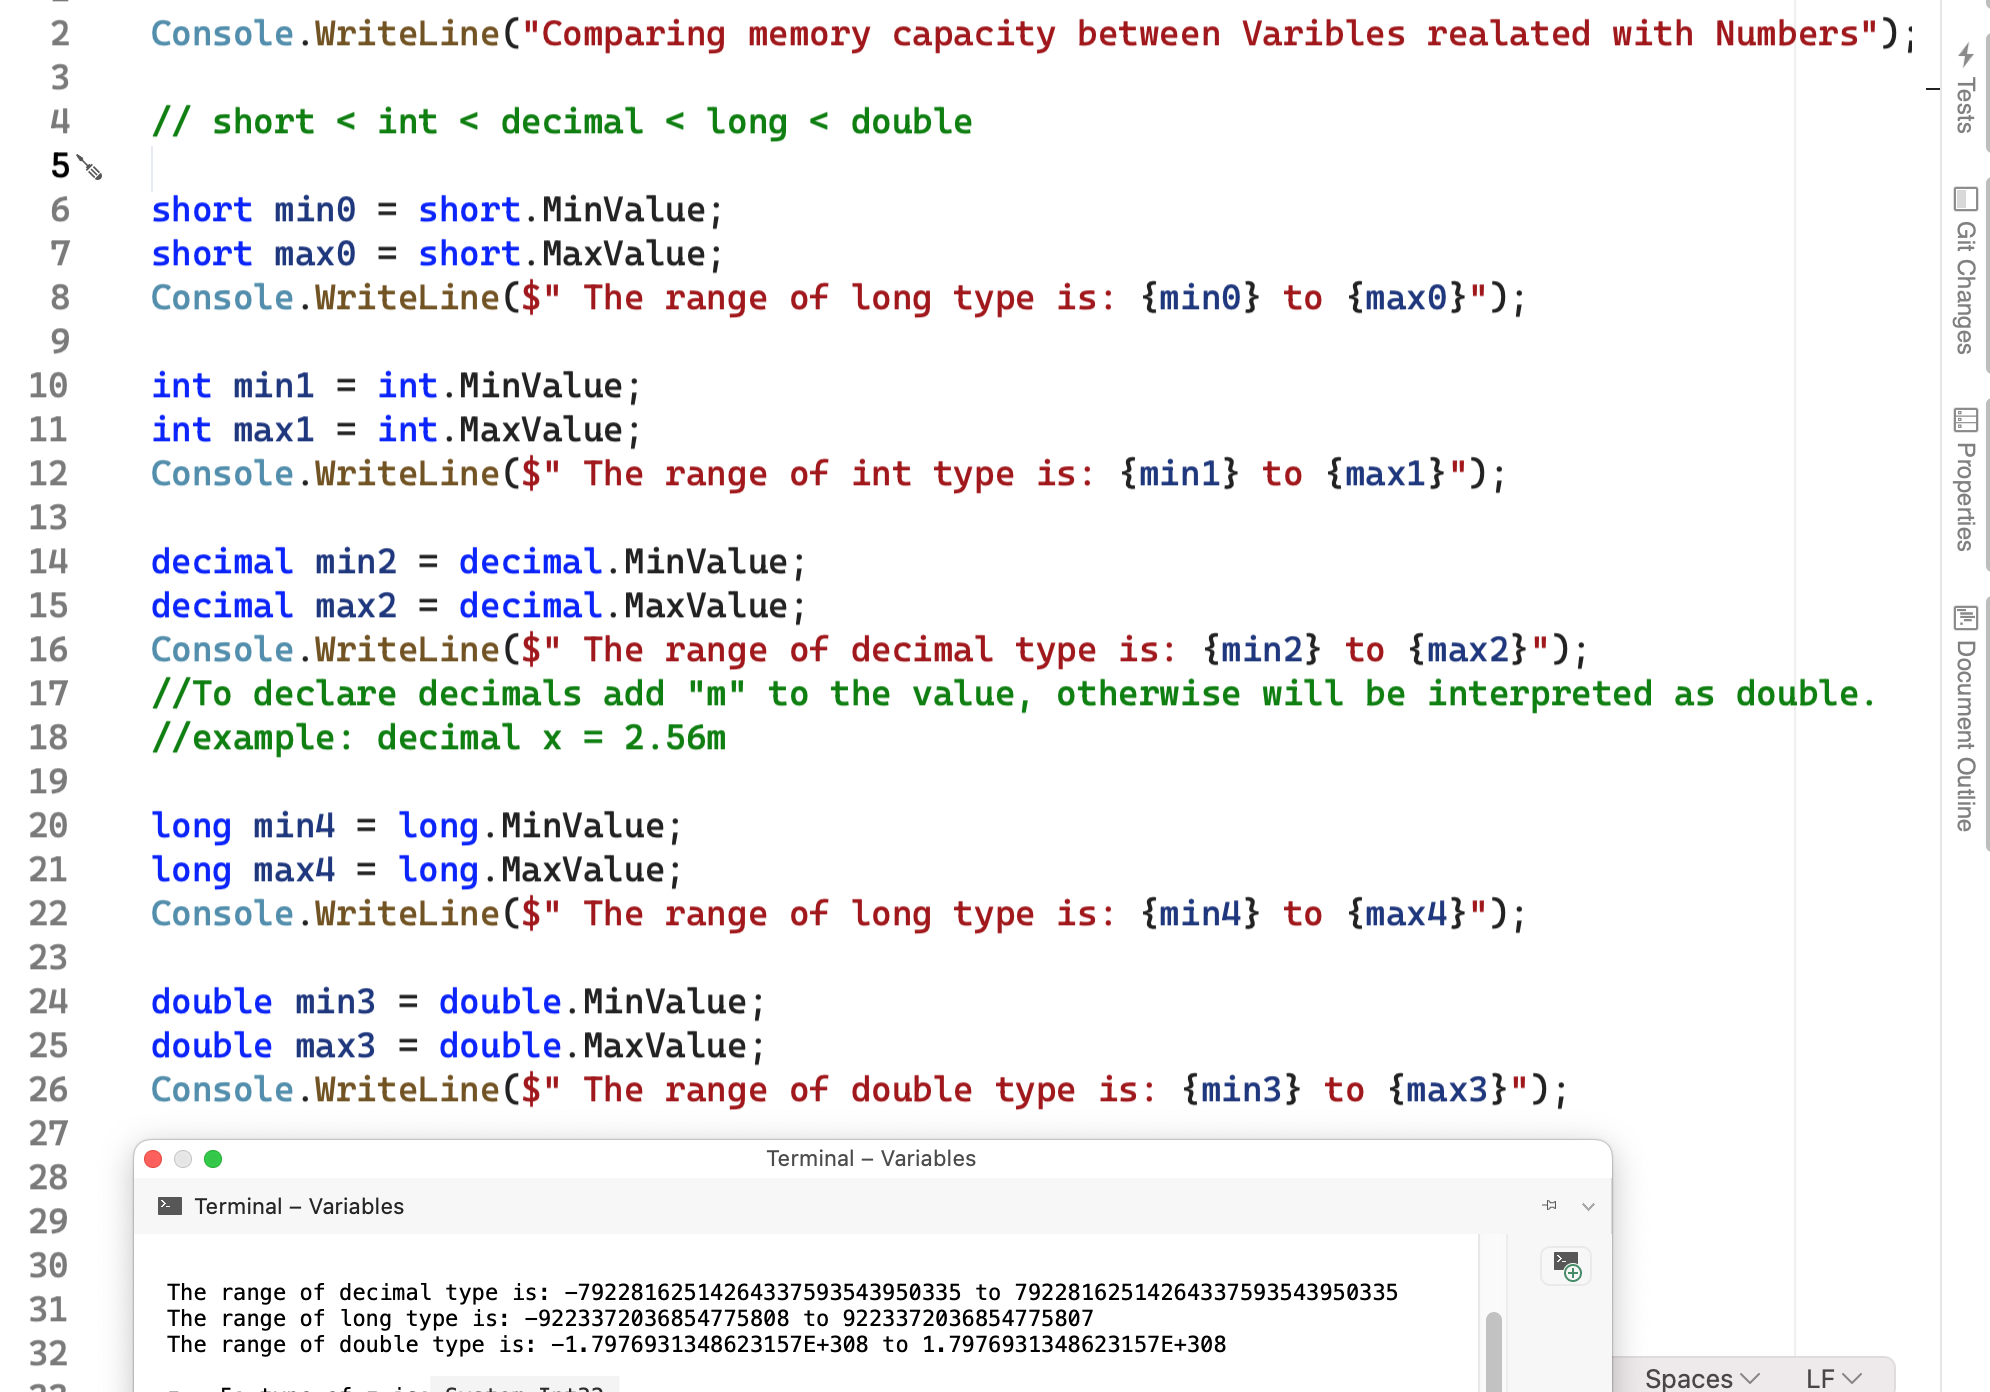 2 Console.WriteLine("Comparing memory capacity between Varibles realated with Numbers");
3
4 // short < int < decimal < long < double
5
6 short min0 = short.MinValue;
7 short max0 = short.MaxValue;
8 Console.WriteLine($" The range of long type is: {min0} to {max0}");
9
10 int min1 = int.MinValue;
11 int max1 = int.MaxValue;
12 Console.WriteLine($" The range of int type is: {min1} to {max1}");
13
14 decimal min2 = decimal.MinValue;
15 decimal max2 = decimal.MaxValue;
16 Console.WriteLine($" The range of decimal type is: {min2} to {max2}");
17 //To declare decimals add "m" to the value, otherwise will be interpreted as double.
18 //example: decimal x = 2.56m
19
20 long min4 = long.MinValue;
21 long max4 = long.MaxValue;
22 Console.WriteLine($" The range of long type is: {min4} to {max4}");
23
24 double min3 = double.MinValue;
25 double max3 = double.MaxValue;
26 Console.WriteLine($" The range of double type is: {min3} to {max3}");
27
28
29
30
31
32
Terminal – Variables
Terminal – Variables
The range of decimal type is: -79228162514264337593543950335 to 79228162514264337593543950335
The range of long type is: -9223372036854775808 to 9223372036854775807
The range of double type is: -1.7976931348623157E+308 to 1.7976931348623157E+308
Spaces LF
Tests
Git Changes
Properties
Document Outline